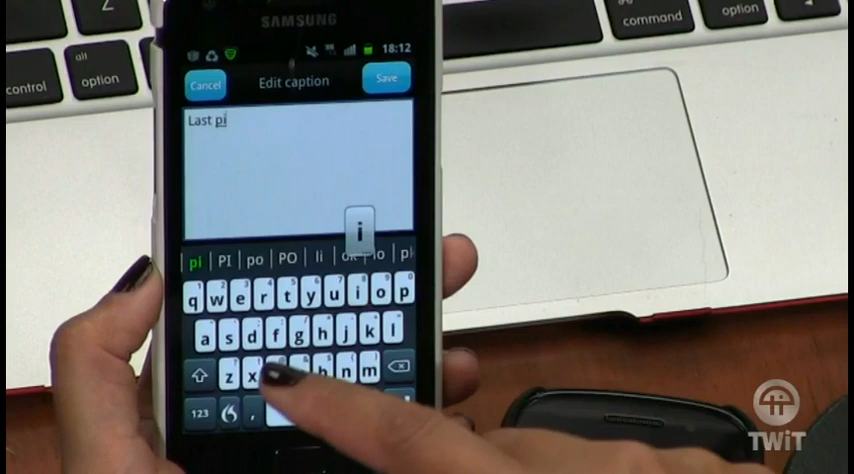 Z
control
alt
option
command
option
SAMSUNG
18:12
Cancel Edit caption Save
Last pi
i
pi PI po PO li
q w e r t y u i o p
a s d f g h j k l
z x n m
123 ,
TWiT